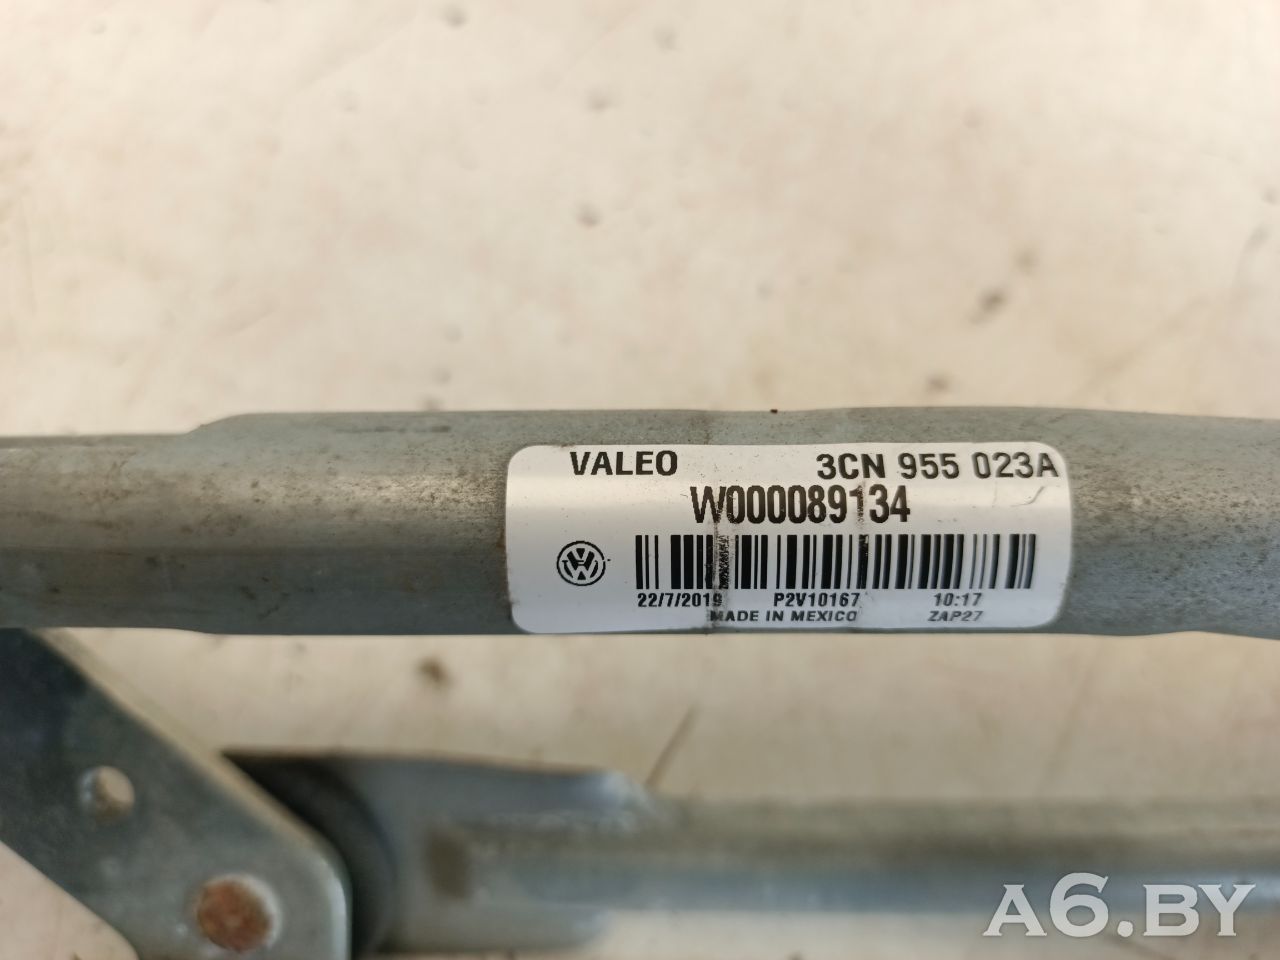 VALEO 3CN 955 023A
W000089134
22/7/2019 P2V10167 10:17
MADE IN MEXICO ZAP27
A6.BY